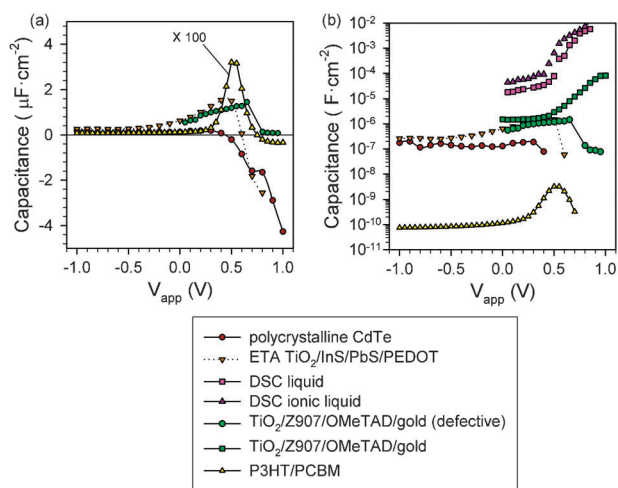 (a)
X 100
Capacitance ( μF·cm-2)
4
2
0
-2
-4
-1.0 -0.5 0.0 0.5 1.0
Vapp (V)
(b)
Capacitance ( F·cm-2)
10-2
10-3
10-4
10-5
10-6
10-7
10-8
10-9
10-10
10-11
-1.0 -0.5 0.0 0.5 1.0
Vapp (V)
polycrystalline CdTe
ETA TiO2/InS/PbS/PEDOT
DSC liquid
DSC ionic liquid
TiO2/Z907/OMeTAD/gold (defective)
TiO2/Z907/OMeTAD/gold
P3HT/PCBM